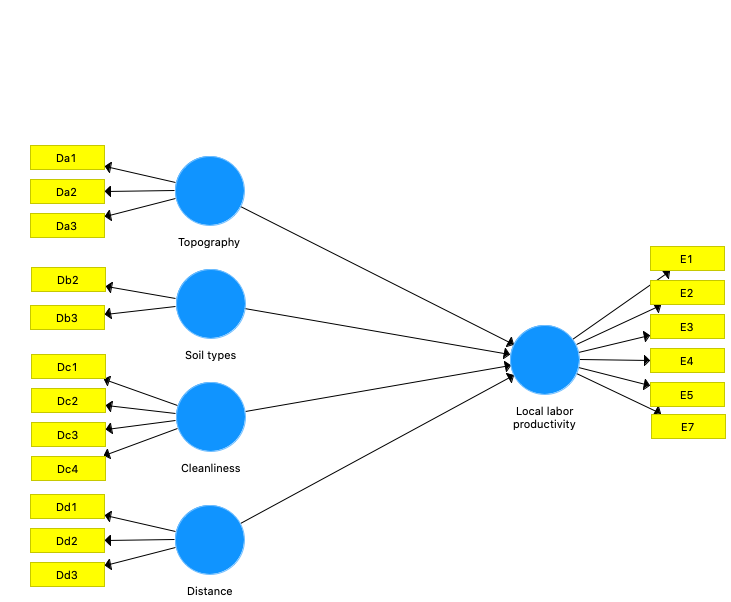 Da1
Da2
Da3
Topography
Db2
Db3
Soil types
Dc1
Dc2
Dc3
Dc4
Cleanliness
Dd1
Dd2
Dd3
Distance
Local labor
productivity
E1
E2
E3
E4
E5
E7